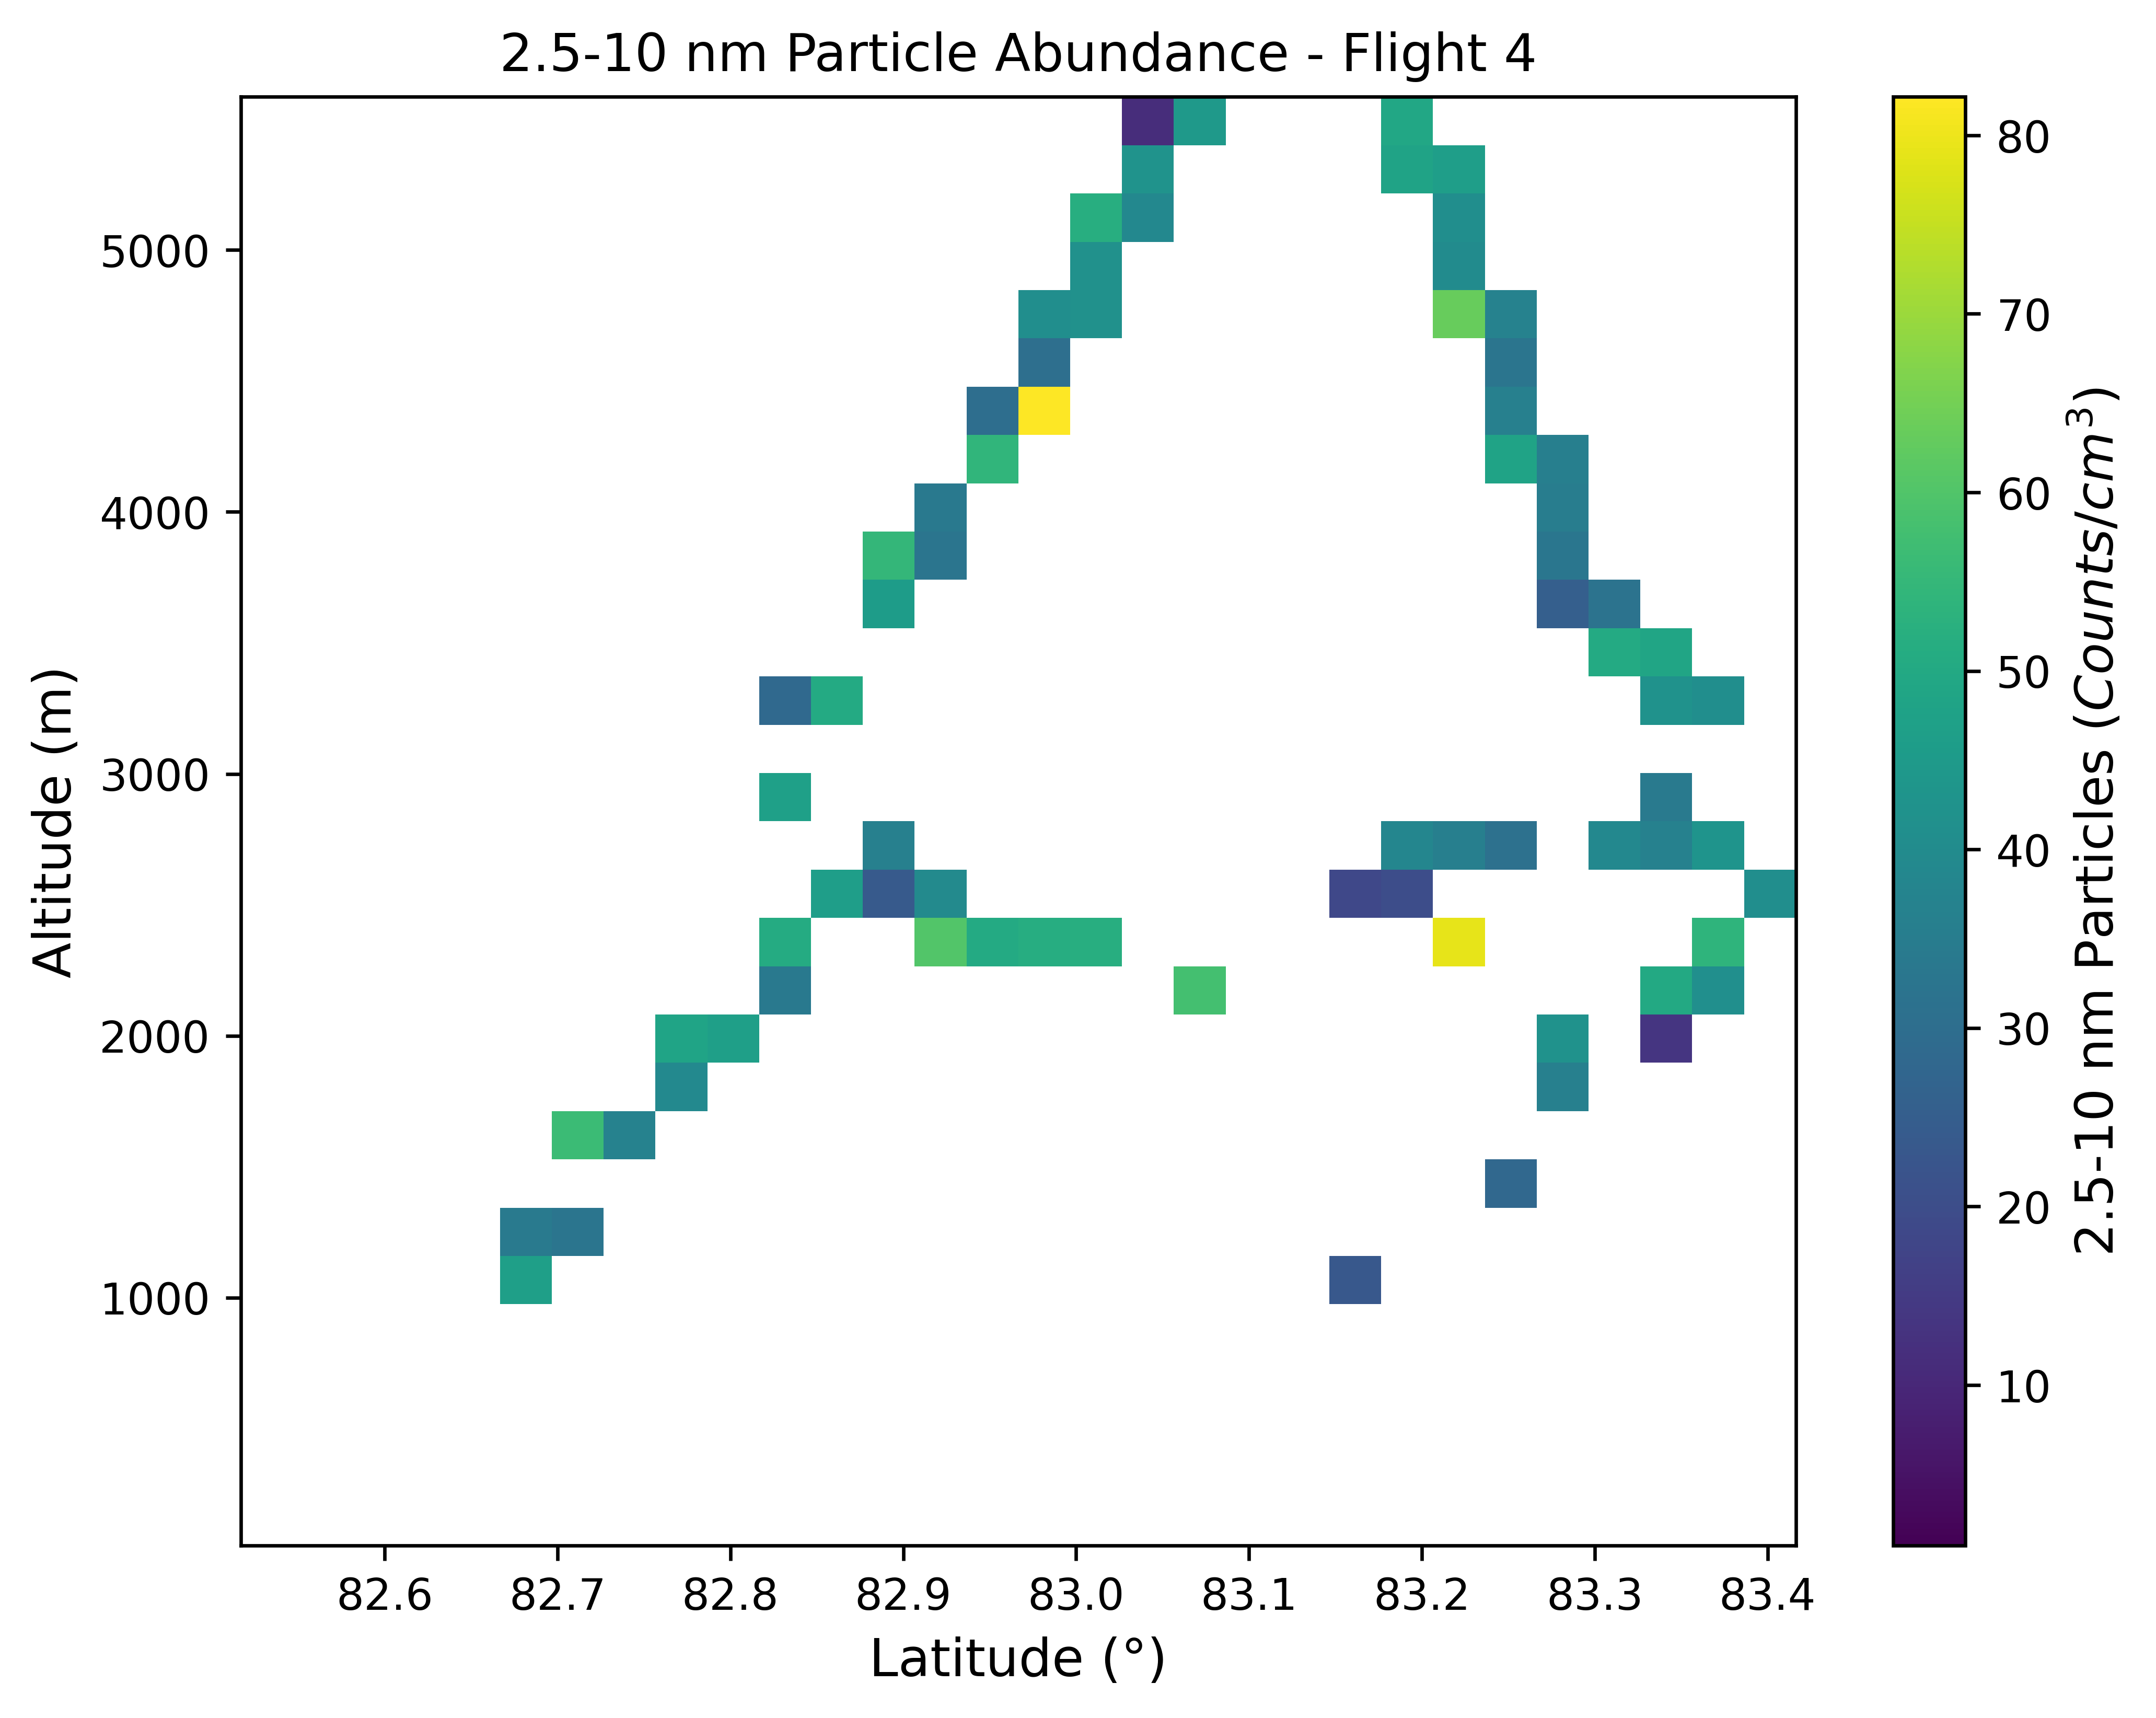 2.5-10 nm Particle Abundance - Flight 4
5000
4000
3000
2000
1000
Altitude (m)
82.6 82.7 82.8 82.9 83.0 83.1 83.2 83.3 83.4
Latitude (°)
80
70
60
50
40
30
20
10
2.5-10 nm Particles (Counts/cm³)